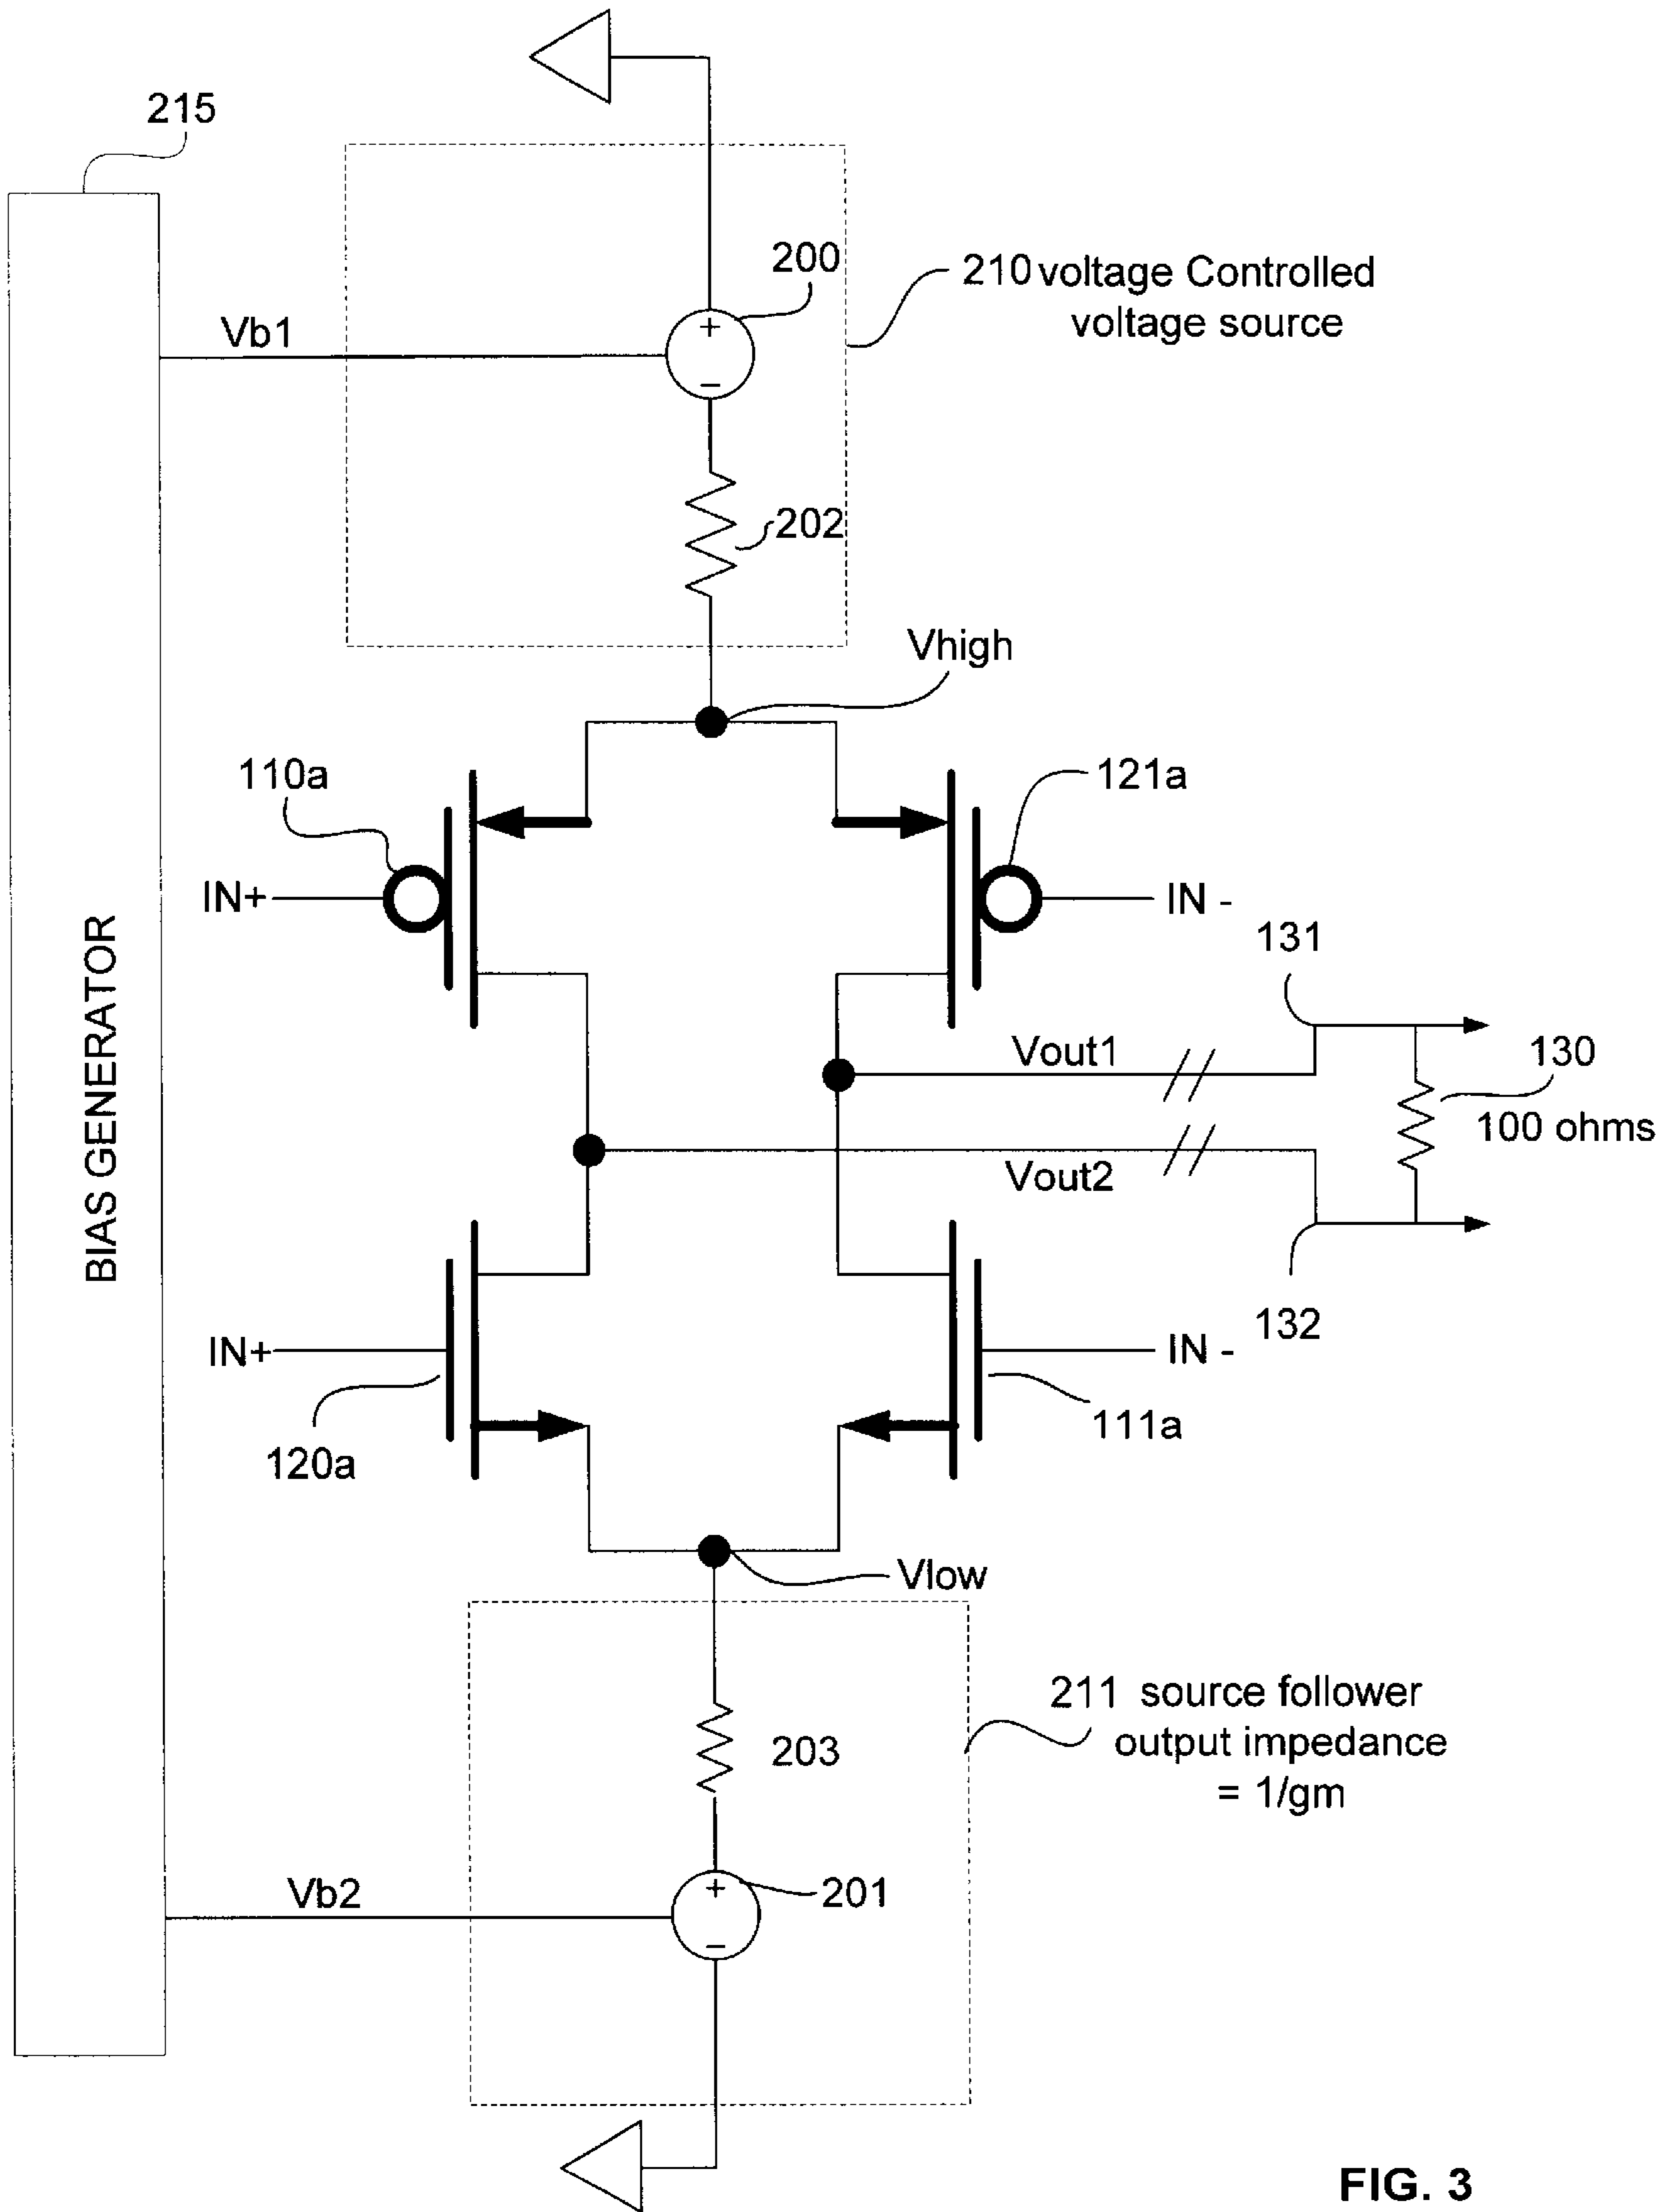 215
200
210 voltage Controlled
voltage source
Vb1
202
Vhigh
110a
121a
IN+
IN -
131
BIAS GENERATOR
Vout1
130
100 ohms
Vout2
132
IN+
IN -
111a
120a
Vlow
211 source follower
output impedance
= 1/gm
203
Vb2
201
+
−
+
−
FIG. 3